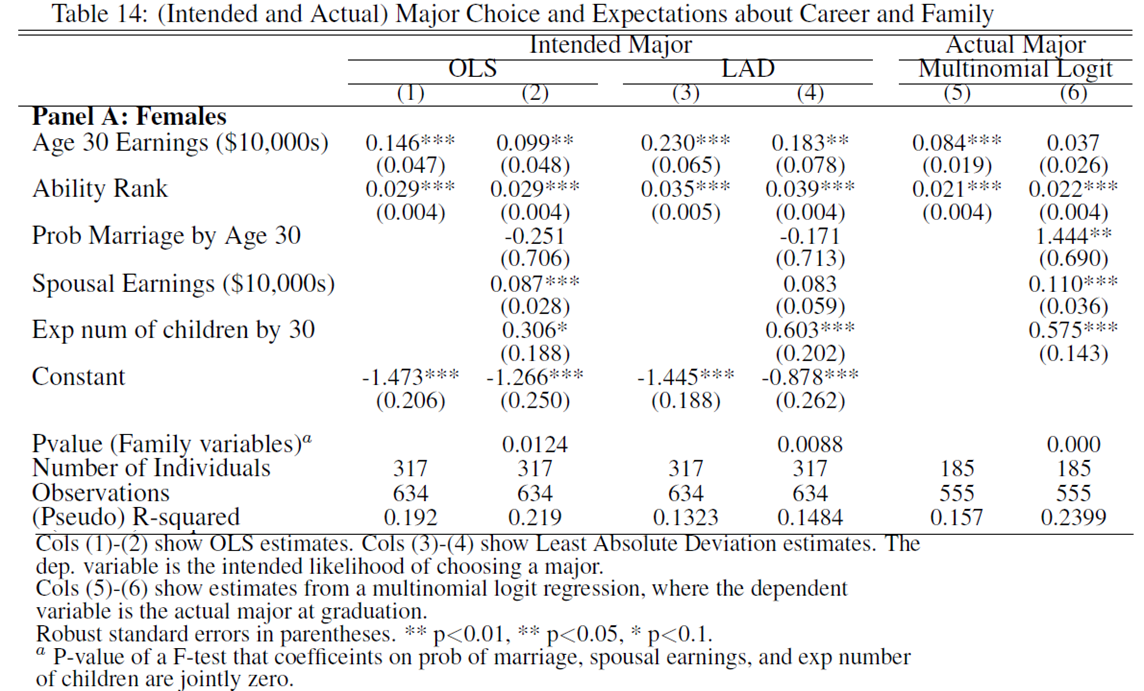 Table 14: (Intended and Actual) Major Choice and Expectations about Career and Family
Intended Major Actual Major
OLS LAD Multinomial Logit
(1) (2) (3) (4) (5) (6)
Panel A: Females
Age 30 Earnings ($10,000s) 0.146*** 0.099** 0.230*** 0.183** 0.084*** 0.037
(0.047) (0.048) (0.065) (0.078) (0.019) (0.026)
Ability Rank 0.029*** 0.029*** 0.035*** 0.039*** 0.021*** 0.022***
(0.004) (0.004) (0.005) (0.004) (0.004) (0.004)
Prob Marriage by Age 30 -0.251 -0.171 1.444**
(0.706) (0.713) (0.690)
Spousal Earnings ($10,000s) 0.087*** 0.083 0.110***
(0.028) (0.059) (0.036)
Exp num of children by 30 0.306* 0.603*** 0.575***
(0.188) (0.202) (0.143)
Constant -1.473*** -1.266*** -1.445*** -0.878***
(0.206) (0.250) (0.188) (0.262)
Pvalue (Family variables)a 0.0124 0.0088 0.000
Number of Individuals 317 317 317 317 185 185
Observations 634 634 634 634 555 555
(Pseudo) R-squared 0.192 0.219 0.1323 0.1484 0.157 0.2399
Cols (1)-(2) show OLS estimates. Cols (3)-(4) show Least Absolute Deviation estimates. The
dep. variable is the intended likelihood of choosing a major.
Cols (5)-(6) show estimates from a multinomial logit regression, where the dependent
variable is the actual major at graduation.
Robust standard errors in parentheses. ** p<0.01, ** p<0.05, * p<0.1.
a P-value of a F-test that coefficeints on prob of marriage, spousal earnings, and exp number
of children are jointly zero.